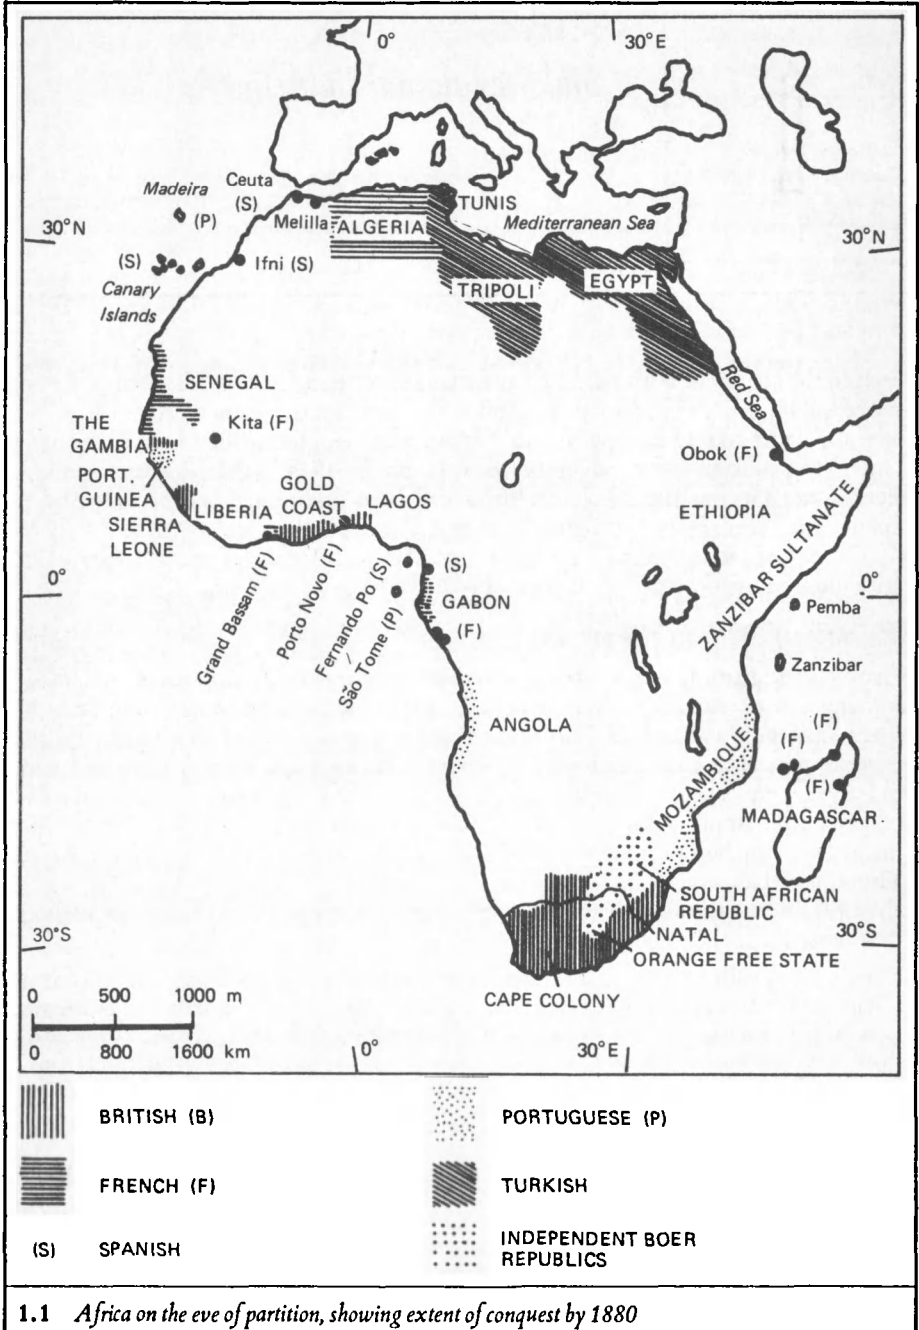 0°
30°E
Madeira
(P)
Ceuta
(S)
Melilla
ALGERIA
TUNIS
Mediterranean Sea
30°N
30°N
(S)
Canary
Islands
Ifni (S)
TRIPOLI
EGYPT
Red Sea
SENEGAL
THE
GAMBIA
Kita (F)
PORT.
GUINEA
SIERRA
LEONE
LIBERIA
GOLD
COAST
LAGOS
Obok (F)
ETHIOPIA
ZANZIBAR SULTANATE
0°
0°
Grand Bassam (F)
Porto Novo (F)
Fernando Po (S)
São Tome (P)
(S)
GABON
(F)
Pemba
Zanzibar
ANGOLA
MOZAMBIQUE
(F)
(F)
(F)
MADAGASCAR
SOUTH AFRICAN
REPUBLIC
NATAL
ORANGE FREE STATE
CAPE COLONY
30°S
30°S
0 500 1000 m
0 800 1600 km
0°
30°E
BRITISH (B)
PORTUGUESE (P)
FRENCH (F)
TURKISH
(S) SPANISH
INDEPENDENT BOER
REPUBLICS
1.1 Africa on the eve of partition, showing extent of conquest by 1880